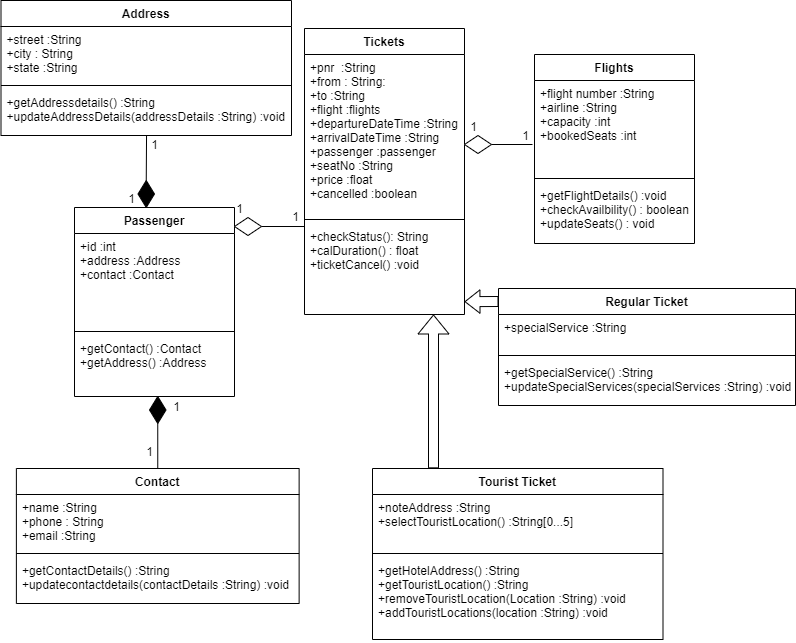 Address
+street :String
+city : String
+state :String
+getAddressdetails() :String
+updateAddressDetails(addressDetails :String) :void
1
1
Passenger
+id :int
+address :Address
+contact :Contact
+getContact() :Contact
+getAddress() :Address
1
1
1
1
Contact
+name :String
+phone : String
+email :String
+getContactDetails() :String
+updatecontactdetails(contactDetails :String) :void
Tickets
+pnr :String
+from : String:
+to :String
+flight :flights
+departureDateTime :String
+arrivalDateTime :String
+passenger :passenger
+seatNo :String
+price :float
+cancelled :boolean
+checkStatus(): String
+calDuration() : float
+ticketCancel() :void
1
1
Flights
+flight number :String
+airline :String
+capacity :int
+bookedSeats :int
+getFlightDetails() :void
+checkAvailbility() : boolean
+updateSeats() : void
Regular Ticket
+specialService :String
+getSpecialService() :String
+updateSpecialServices(specialServices :String) :void
Tourist Ticket
+noteAddress :String
+selectTouristLocation() :String[0...5]
+getHotelAddress() :String
+getTouristLocation() :String
+removeTouristLocation(Location :String) :void
+addTouristLocations(location :String) :void